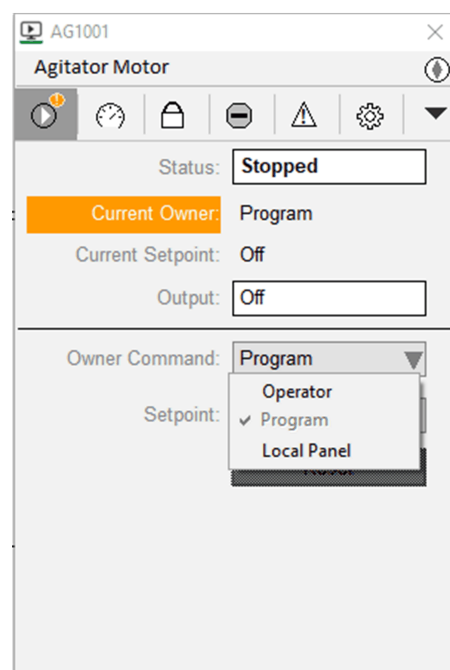 AG1001
Agitator Motor
Status: Stopped
Current Owner: Program
Current Setpoint: Off
Output: Off
Owner Command: Program
Operator
Setpoint: ✓ Program
Local Panel